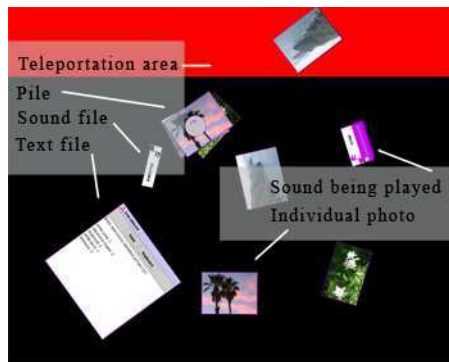 Teleportation area
Pile
Sound file
Text file
Sound being played
Individual photo